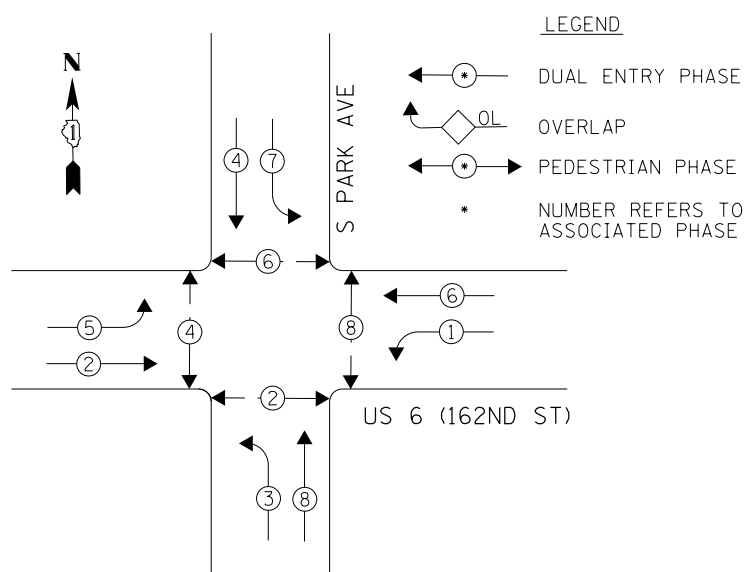 LEGEND
N
*
DUAL ENTRY PHASE
1
OL
OVERLAP
*
PEDESTRIAN PHASE
*
NUMBER REFERS TO
ASSOCIATED PHASE
S PARK AVE
4
7
6
6
5
4
8
1
2
2
US 6 (162ND ST)
3
8